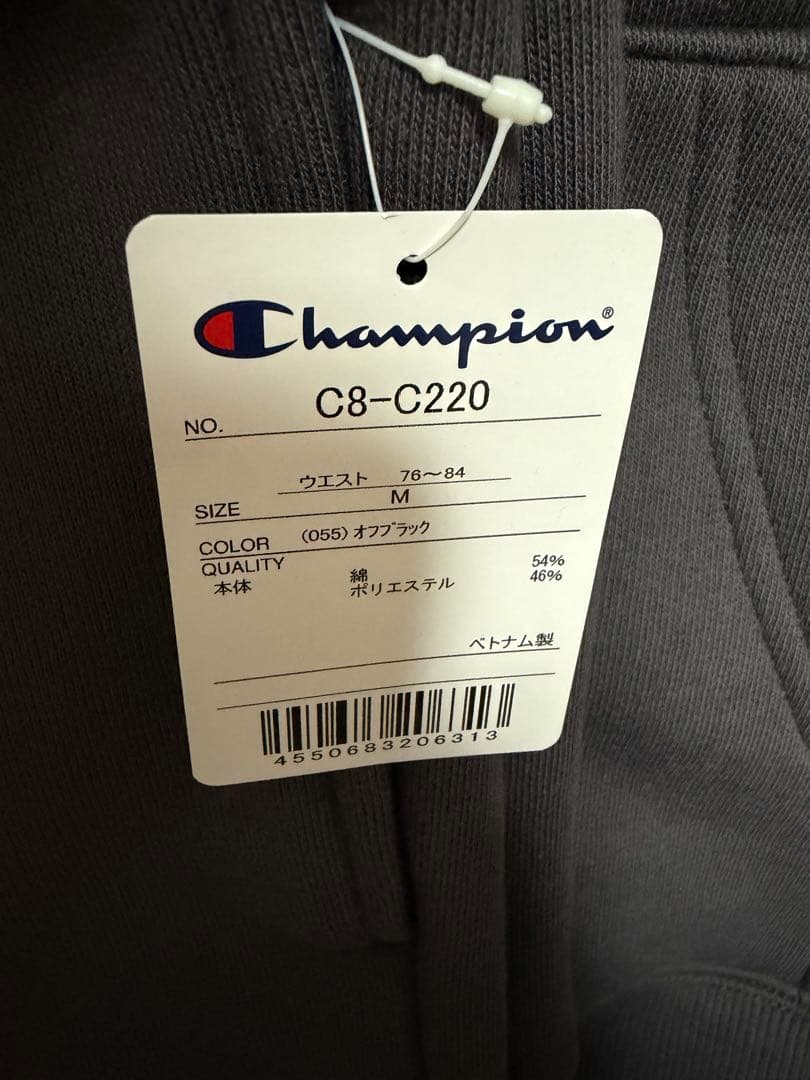 Champion®
NO. C8-C220
ウエスト 76～84
SIZE M
COLOR (055) オフブラック
QUALITY
本体 綿 54%
ポリエステル 46%
ベトナム製
4550683206313